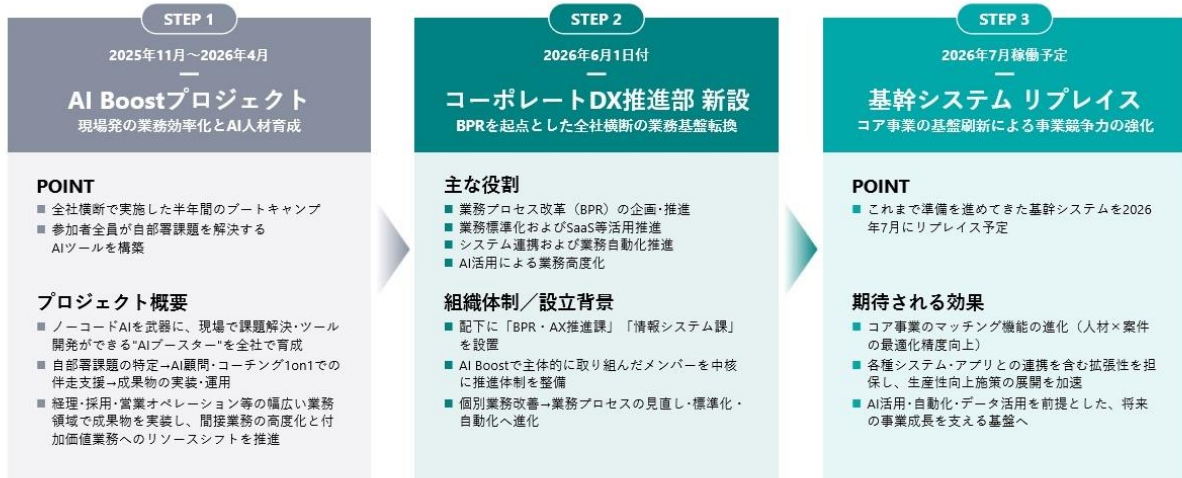 STEP 1
2025年11月～2026年4月
AI Boostプロジェクト
現場発の業務効率化とAI人材育成
POINT
■ 全社横断で実施した半年間のブートキャンプ
■ 参加者全員が自部署課題を解決する
AIツールを構築
プロジェクト概要
■ ノーコードAIを武器に、現場で課題解決・ツール
開発ができる"AIブースター"を全社で育成
■ 自部署課題の特定→AI顧問・コーチング1on1での
伴走支援→成果物の実装・運用
■ 経理・採用・営業オペレーション等の幅広い業務
領域で成果物を実装し、間接業務の高度化と付
加価値業務へのリソースシフトを推進
STEP 2
2026年6月1日付
コーポレートDX推進部 新設
BPRを起点とした全社横断の業務基盤転換
主な役割
■ 業務プロセス改革（BPR）の企画・推進
■ 業務標準化およびSaaS等活用推進
■ システム連携および業務自動化推進
■ AI活用による業務高度化
組織体制／設立背景
■ 配下に「BPR・AX推進課」「情報システム課」
を設置
■ AI Boostで主体的に取り組んだメンバーを中核
に推進体制を整備
■ 個別業務改善→業務プロセスの見直し・標準化・
自動化へ進化
STEP 3
2026年7月稼働予定
基幹システム リプレイス
コア事業の基盤刷新による事業競争力の強化
POINT
■ これまで準備を進めてきた基幹システムを2026
年7月にリプレイス予定
期待される効果
■ コア事業のマッチング機能の進化（人材×案件
の最適化精度向上）
■ 各種システム・アプリとの連携を含む拡張性を担
保し、生産性向上施策の展開を加速
■ AI活用・自動化・データ活用を前提とした、将来
の事業成長を支える基盤へ